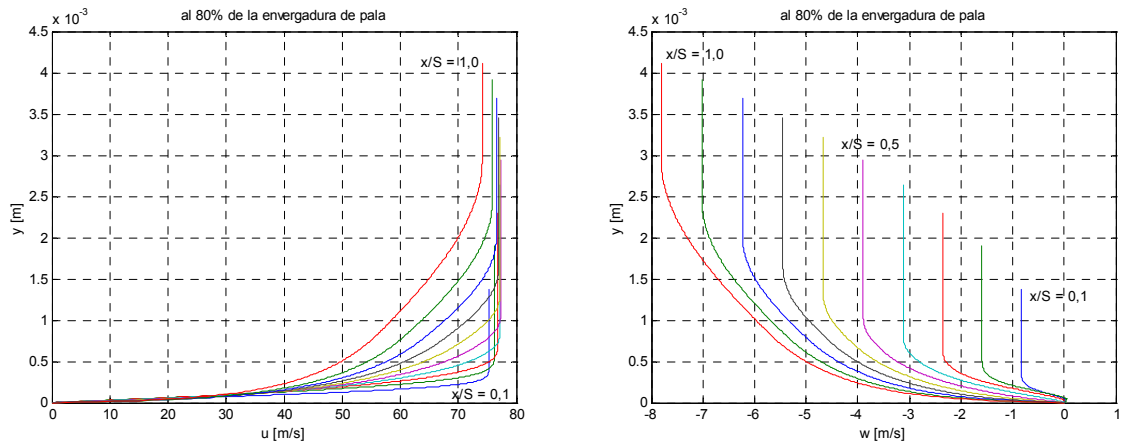 al 80% de la envergadura de pala
x 10-3
4.5
4
3.5
3
2.5
2
1.5
1
0.5
0
y [m]
x/S = 1,0
x/S = 0,1
0 10 20 30 40 50 60 70 80
u [m/s]
al 80% de la envergadura de pala
x 10-3
4.5
4
3.5
3
2.5
2
1.5
1
0.5
0
y [m]
x/S = 1,0
x/S = 0,5
x/S = 0,1
-8 -7 -6 -5 -4 -3 -2 -1 0 1
w [m/s]